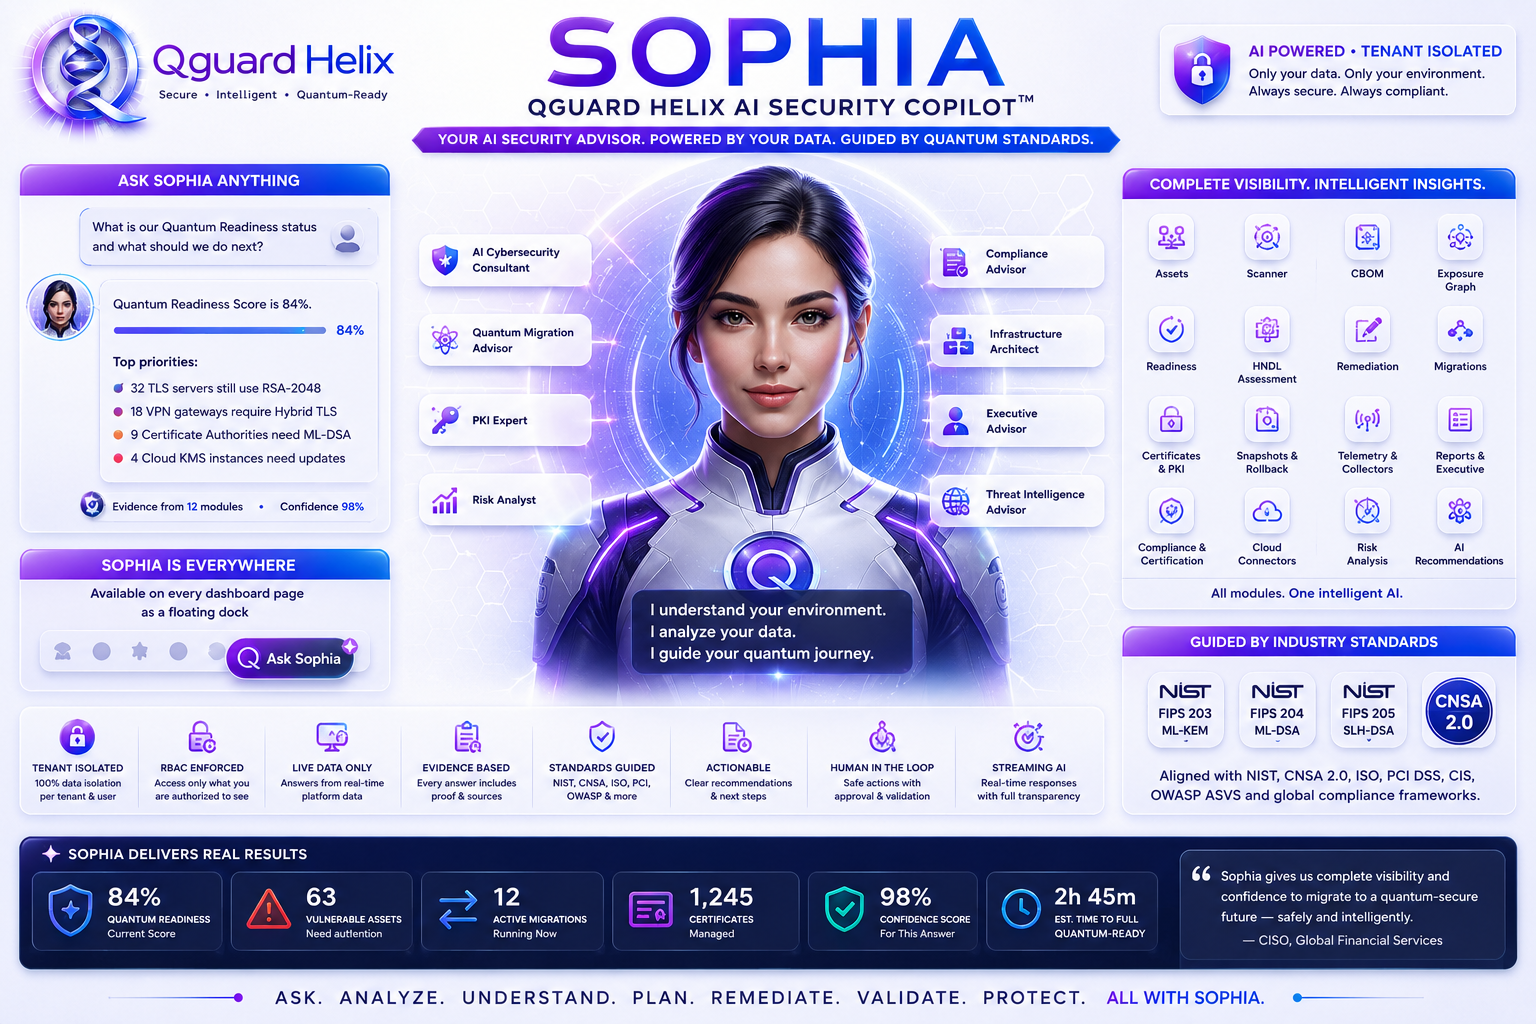 Qguard Helix
Secure • Intelligent • Quantum-Ready
SOPHIA
QGUARD HELIX AI SECURITY COPILOT™
YOUR AI SECURITY ADVISOR. POWERED BY YOUR DATA. GUIDED BY QUANTUM STANDARDS.
AI POWERED • TENANT ISOLATED
Only your data. Only your environment.
Always secure. Always compliant.
ASK SOPHIA ANYTHING
What is our Quantum Readiness status
and what should we do next?
Quantum Readiness Score is 84%.
84%
Top priorities:
32 TLS servers still use RSA-2048
18 VPN gateways require Hybrid TLS
9 Certificate Authorities need ML-DSA
4 Cloud KMS instances need updates
Evidence from 12 modules • Confidence 98%
SOPHIA IS EVERYWHERE
Available on every dashboard page
as a floating dock
Q Ask Sophia
AI Cybersecurity
Consultant
Quantum Migration
Advisor
PKI Expert
Risk Analyst
Compliance
Advisor
Infrastructure
Architect
Executive
Advisor
Threat Intelligence
Advisor
Q
I understand your environment.
I analyze your data.
I guide your quantum journey.
COMPLETE VISIBILITY. INTELLIGENT INSIGHTS.
Assets
Scanner
CBOM
Exposure
Graph
Readiness
HNDL
Assessment
Remediation
Migrations
Certificates
& PKI
Snapshots &
Rollback
Telemetry &
Collectors
Reports &
Executive
Compliance &
Certification
Cloud
Connectors
Risk
Analysis
AI
Recommendations
All modules. One intelligent AI.
GUIDED BY INDUSTRY STANDARDS
NIST
FIPS 203
ML-KEM
NIST
FIPS 204
ML-DSA
NIST
FIPS 205
SLH-DSA
CNSA
2.0
Aligned with NIST, CNSA 2.0, ISO, PCI DSS, CIS,
OWASP ASVS and global compliance frameworks.
TENANT ISOLATED
100% data isolation
per tenant & user
RBAC ENFORCED
Access only what you
are authorized to see
LIVE DATA ONLY
Answers from real-time
platform data
EVIDENCE BASED
Every answer includes
proof & sources
STANDARDS GUIDED
NIST, CNSA, ISO, PCI,
OWASP & more
ACTIONABLE
Clear recommendations
& next steps
HUMAN IN THE LOOP
Safe actions with
approval & validation
STREAMING AI
Real-time responses
with full transparency
SOPHIA DELIVERS REAL RESULTS
84%
QUANTUM READINESS
Current Score
63
VULNERABLE ASSETS
Need autlention
12
ACTIVE MIGRATIONS
Running Now
1,245
CERTIFICATES
Managed
98%
CONFIDENCE SCORE
For This Answer
2h 45m
EST. TIME TO FULL
QUANTUM-READY
“ Sophia gives us complete visibility and
confidence to migrate to a quantum-secure
future — safely and intelligently.
— CISO, Global Financial Services
ASK. ANALYZE. UNDERSTAND. PLAN. REMEDIATE. VALIDATE. PROTECT. ALL WITH SOPHIA.